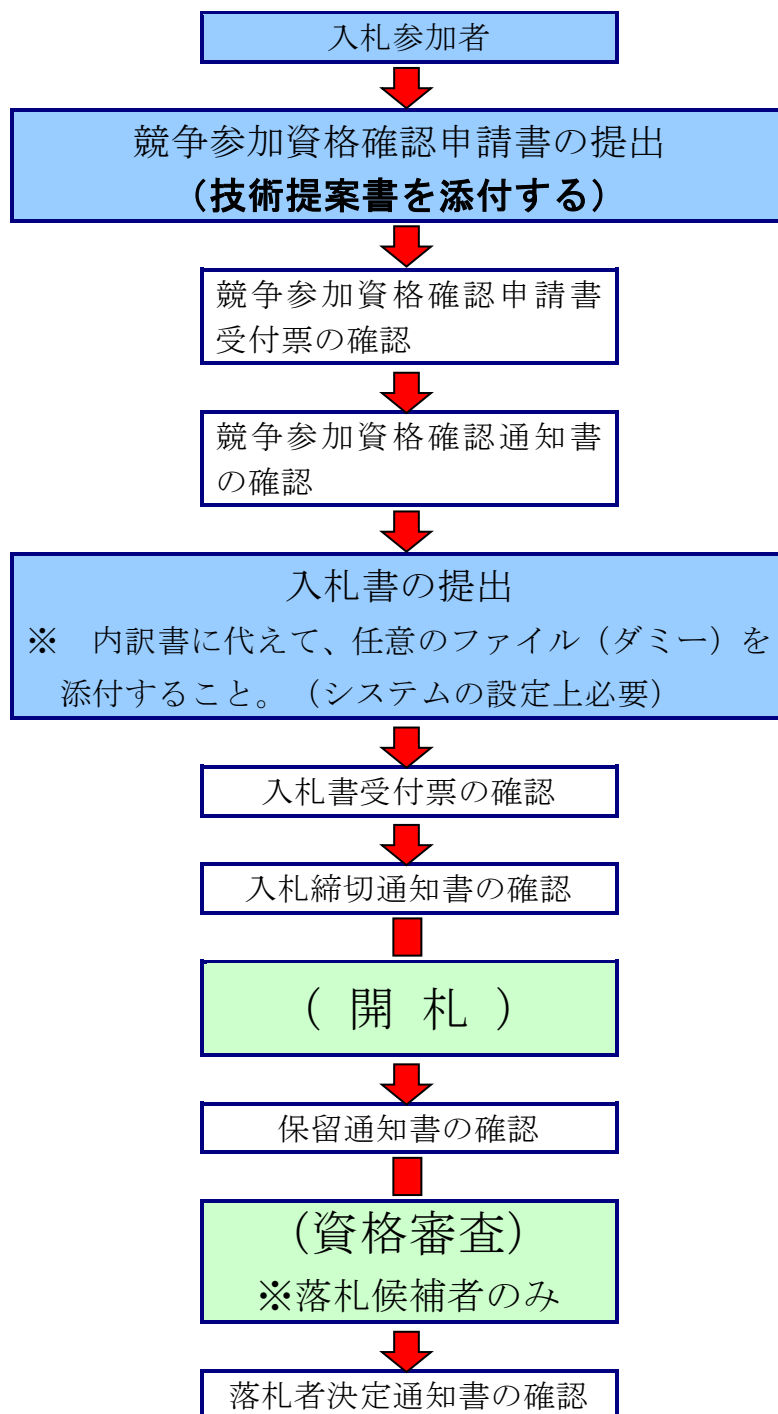 入札参加者
競争参加資格確認申請書の提出
（技術提案書を添付する）
競争参加資格確認申請書
受付票の確認
競争参加資格確認通知書
の確認
入札書の提出
※　内訳書に代えて、任意のファイル（ダミー）を
添付すること。（システムの設定上必要）
入札書受付票の確認
入札締切通知書の確認
（ 開 札 ）
保留通知書の確認
（資格審査）
※落札候補者のみ
落札者決定通知書の確認